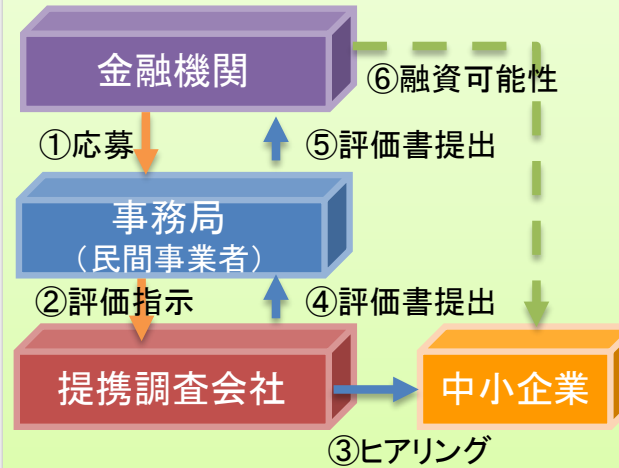 金融機関
⑥融資可能性
①応募
⑤評価書提出
事務局
（民間事業者）
②評価指示
④評価書提出
提携調査会社
中小企業
③ヒアリング